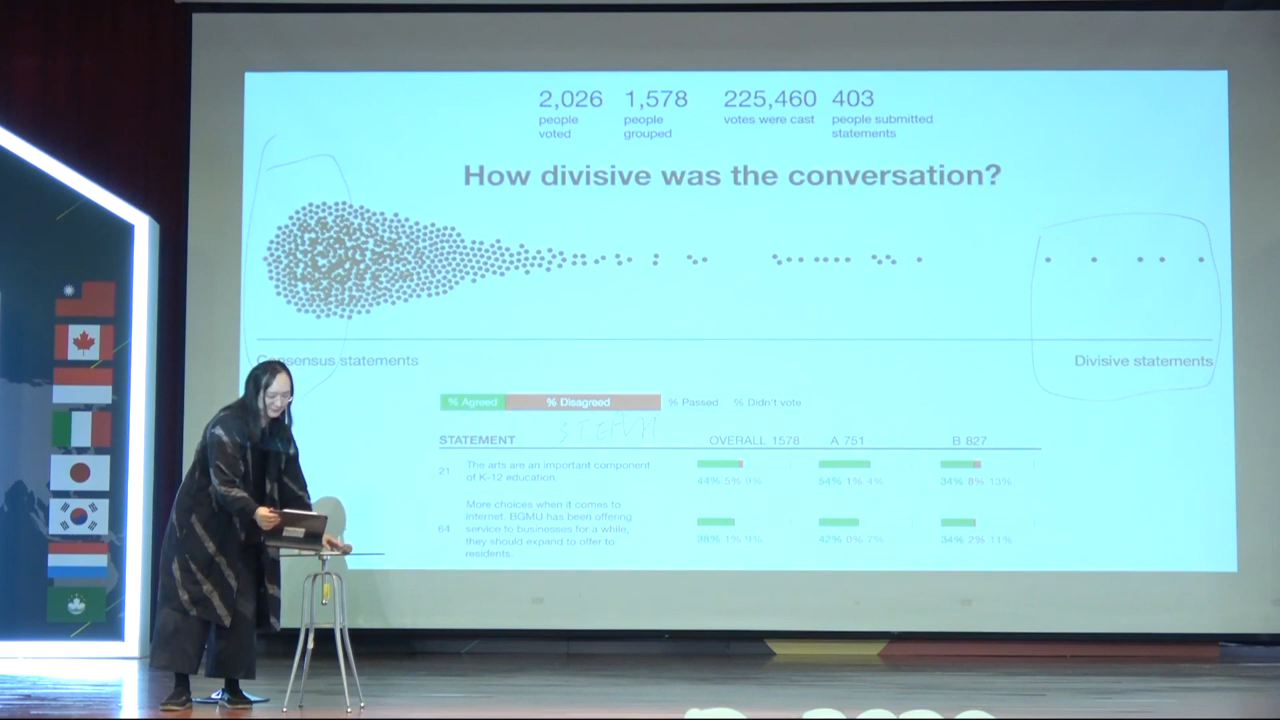 2,026 1,578 225,460 403
people people votes were cast people submitted
voted grouped statements
How divisive was the conversation?
Consensus statements Divisive statements
% Agreed % Disagreed % Passed % Didn't vote
STEAM
STATEMENT OVERALL 1578 A 751 B 827
21 The arts are an important component
of K–12 education.
44% 5% 9% 54% 1% 4% 34% 8% 13%
More choices when it comes to
internet. BGMU has been offering
64 service to businesses for a while,
they should expand to offer to
residents.
38% 1% 9% 42% 0% 7% 34% 2% 11%